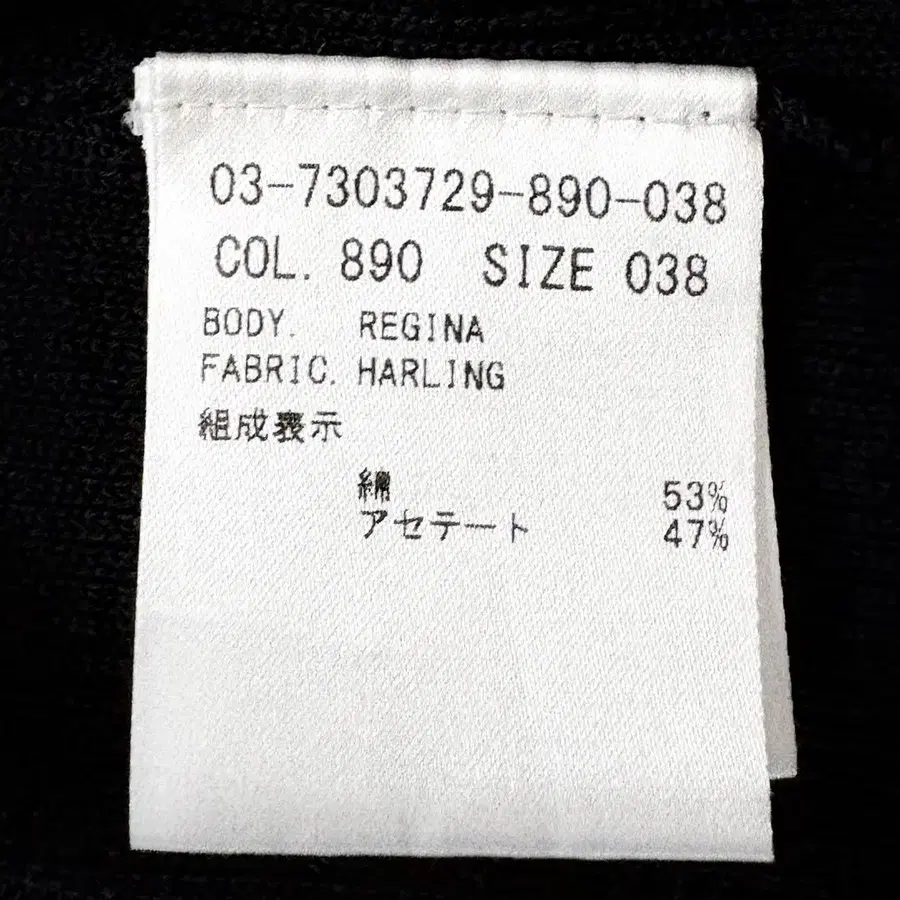 03-7303729-890-038
COL. 890 SIZE 038
BODY. REGINA
FABRIC. HARLING
組成表示
綿 53%
アセテート 47%